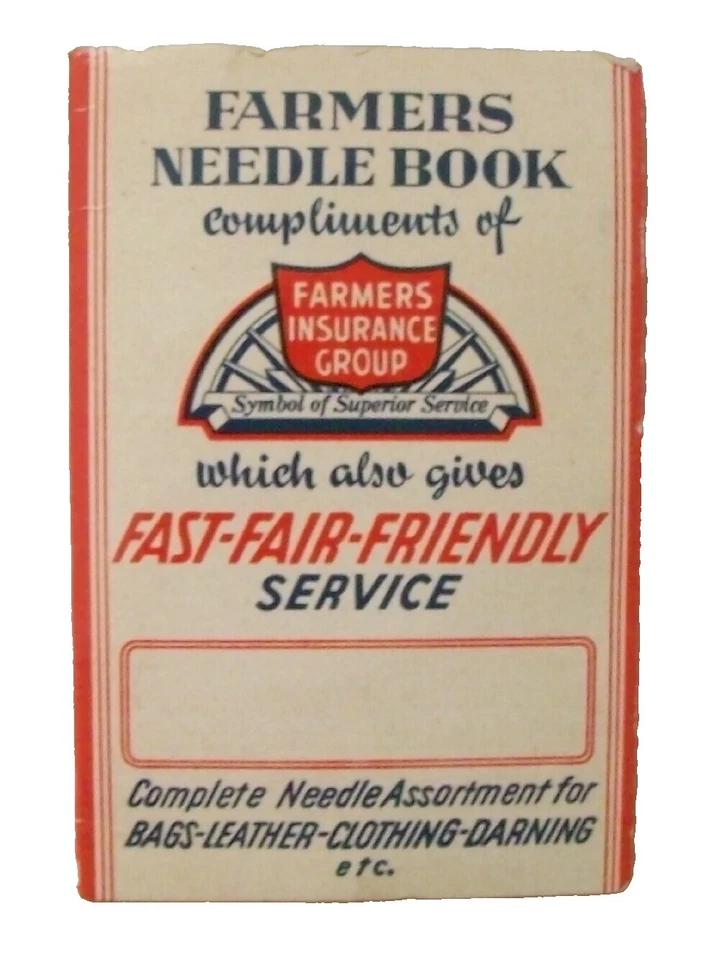 FARMERS
NEEDLE BOOK
compliments of
FARMERS
INSURANCE
GROUP
Symbol of Superior Service
which also gives
FAST-FAIR-FRIENDLY
SERVICE
Complete Needle Assortment for
BAGS-LEATHER-CLOTHING-DARNING
etc.